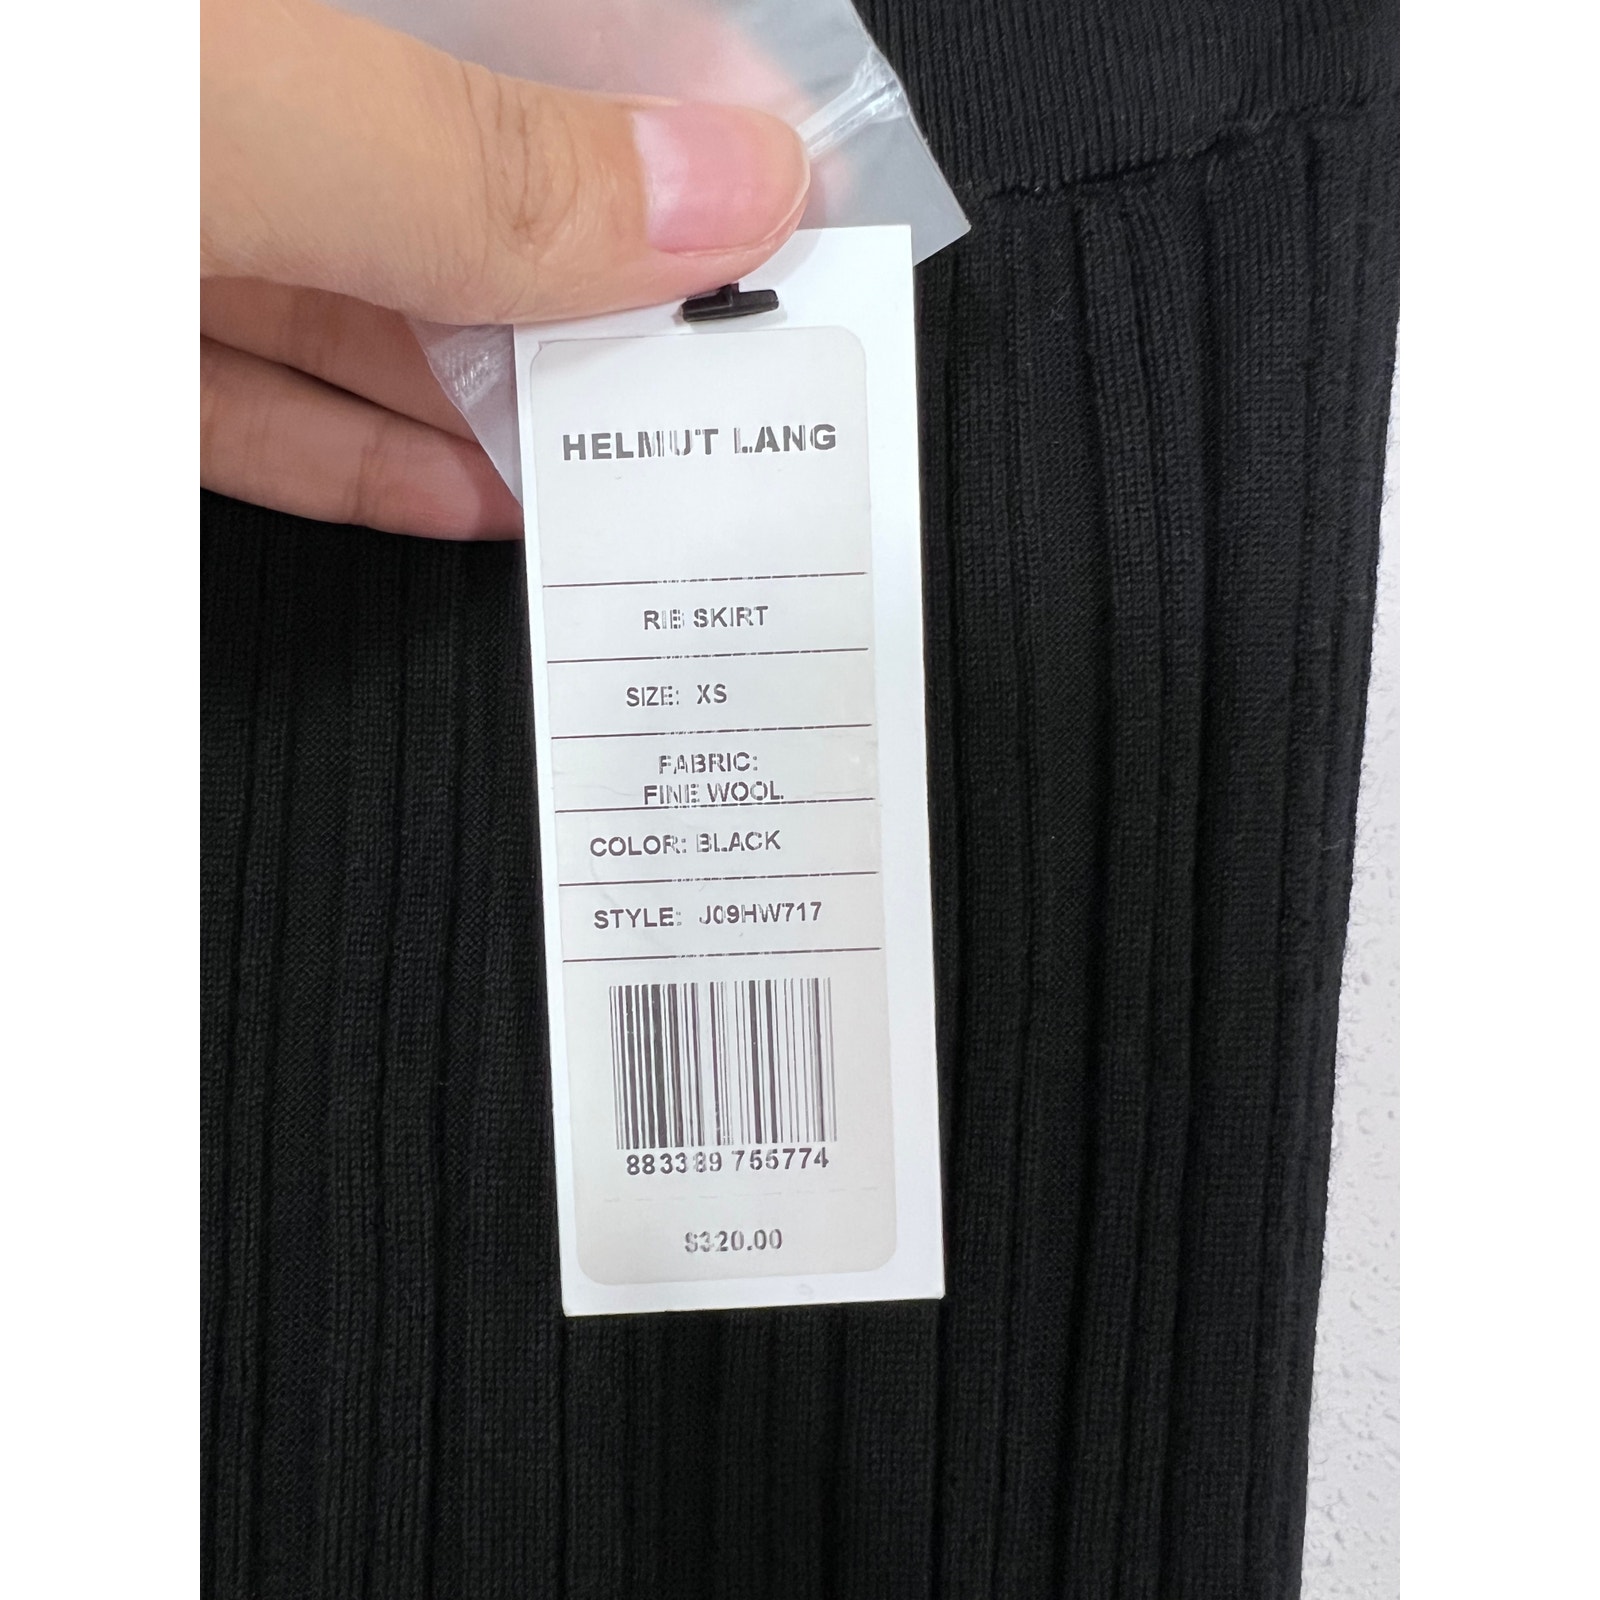 HELMUT LANG
RIB SKIRT
SIZE: XS
FABRIC:
FINE WOOL
COLOR: BLACK
STYLE: J09HW717
883389 755774
$320.00